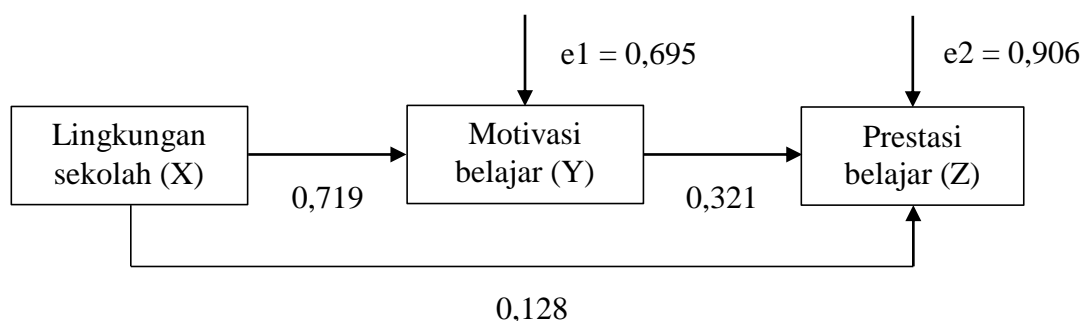 e1 = 0,695
e2 = 0,906
Lingkungan
sekolah (X)
Motivasi
belajar (Y)
Prestasi
belajar (Z)
0,719
0,321
0,128